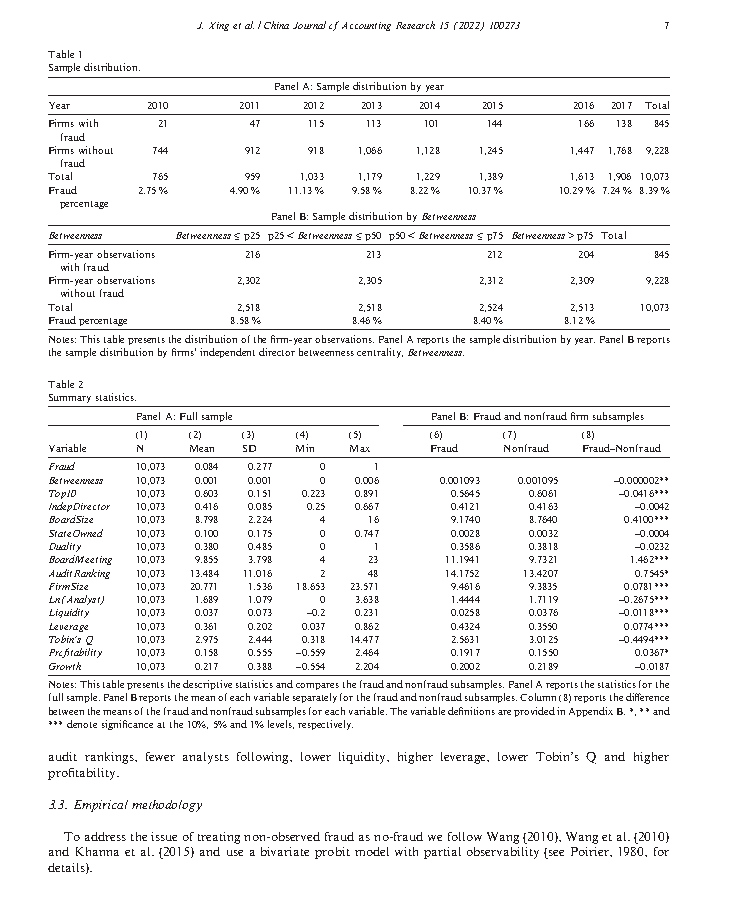 J. Xing et al. / China Journal of Accounting Research 15 (2022) 100273 7
Table 1
Sample distribution.
Panel A: Sample distribution by year
Year 2010 2011 2012 2013 2014 2015 2016 2017 Total
Firms with 21 47 115 113 101 144 166 138 845
fraud
Firms without 744 912 918 1,066 1,128 1,245 1,447 1,768 9,228
fraud
Total 765 959 1,033 1,179 1,229 1,389 1,613 1,906 10,073
Fraud 2.75 % 4.90 % 11.13 % 9.58 % 8.22 % 10.37 % 10.29 % 7.24 % 8.39 %
percentage
Panel B: Sample distribution by Betweenness
Betweenness Betweenness ≤ p25 p25 < Betweenness ≤ p50 p50 < Betweenness ≤ p75 Betweenness > p75 Total
Firm-year observations 216 213 212 204 845
with fraud
Firm-year observations 2,302 2,305 2,312 2,309 9,228
without fraud
Total 2,518 2,518 2,524 2,513 10,073
Fraud percentage 8.58 % 8.46 % 8.40 % 8.12 %
Notes: This table presents the distribution of the firm-year observations. Panel A reports the sample distribution by year. Panel B reports
the sample distribution by firms' independent director betweenness centrality, Betweenness.
Table 2
Summary statistics.
Panel A: Full sample Panel B: Fraud and nonfraud firm subsamples
(1) (2) (3) (4) (5) (6) (7) (8)
Variable N Mean SD Min Max Fraud Nonfraud Fraud–Nonfraud
Fraud 10,073 0.084 0.277 0 1
Betweenness 10,073 0.001 0.001 0 0.006 0.001093 0.001095 –0.000002**
Top10 10,073 0.603 0.151 0.223 0.891 0.5645 0.6061 –0.0416***
IndepDirector 10,073 0.416 0.085 0.25 0.667 0.4121 0.4163 –0.0042
BoardSize 10,073 8.798 2.224 4 16 9.1740 8.7640 0.4100***
StateOwned 10,073 0.100 0.175 0 0.747 0.0028 0.0032 –0.0004
Duality 10,073 0.380 0.485 0 1 0.3586 0.3818 –0.0232
BoardMeeting 10,073 9.855 3.798 4 23 11.1941 9.7321 1.462***
AuditRanking 10,073 13.484 11.016 2 48 14.1752 13.4207 0.7545*
FirmSize 10,073 20.771 1.536 18.653 23.571 9.4616 9.3835 0.0781***
Ln(Analyst) 10,073 1.689 1.079 0 3.638 1.4444 1.7119 –0.2675***
Liquidity 10,073 0.037 0.073 –0.2 0.231 0.0258 0.0376 –0.0118***
Leverage 10,073 0.361 0.202 0.037 0.862 0.4324 0.3550 0.0774***
Tobin's Q 10,073 2.975 2.444 0.318 14.477 2.5631 3.0125 –0.4494***
Profitability 10,073 0.158 0.555 –0.559 2.464 0.1917 0.1550 0.0367*
Growth 10,073 0.217 0.388 –0.554 2.204 0.2002 0.2189 –0.0187
Notes: This table presents the descriptive statistics and compares the fraud and nonfraud subsamples. Panel A reports the statistics for the
full sample. Panel B reports the mean of each variable separately for the fraud and nonfraud subsamples. Column (8) reports the difference
between the means of the fraud and nonfraud subsamples for each variable. The variable definitions are provided in Appendix B. *, ** and
*** denote significance at the 10%, 5% and 1% levels, respectively.
audit rankings, fewer analysts following, lower liquidity, higher leverage, lower Tobin's Q and higher
profitability.
3.3. Empirical methodology
To address the issue of treating non-observed fraud as no-fraud we follow Wang (2010), Wang et al. (2010)
and Khanna et al. (2015) and use a bivariate probit model with partial observability (see Poirier, 1980, for
details).